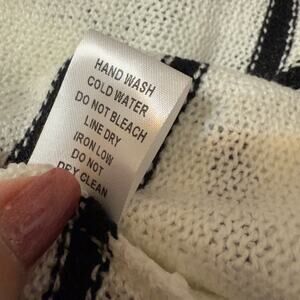 HAND WASH
COLD WATER
DO NOT BLEACH
LINE DRY
IRON LOW
DO NOT
DRY CLEAN